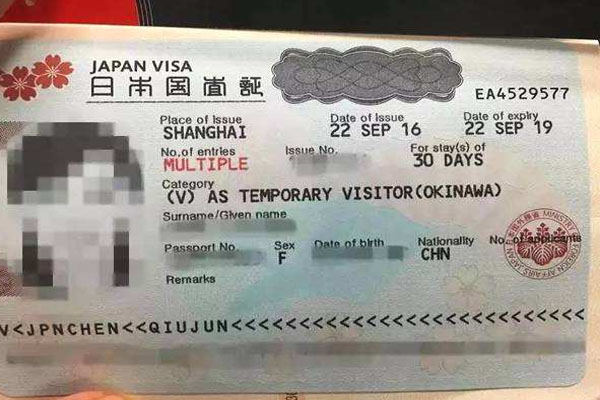 JAPAN VISA
日本国査証
EA4529577
Place of Issue Date of Issue Date of expiry
SHANGHAI 22 SEP 16 22 SEP 19
No.of entries Issue No. For stay(s) of
MULTIPLE 30 DAYS
Category
(V) AS TEMPORARY VISITOR(OKINAWA)
Surname/Given name
Passport No. Sex Date of birth Nationality No. of applicants
F CHN
Remarks
V<JPNCHEN<<QIUJUN<<<<<<<<<<<<<<<<<<<<<<<<<<<